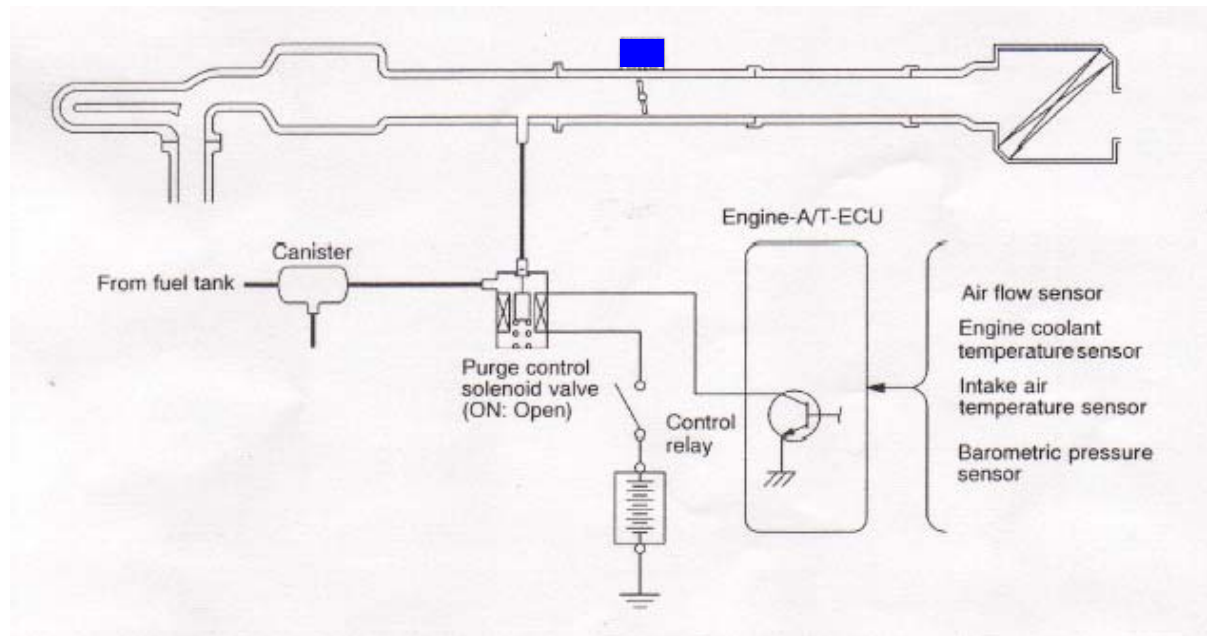 Engine-A/T-ECU
Canister
From fuel tank
Air flow sensor
Engine coolant
temperature sensor
Purge control
solenoid valve
(ON: Open)
Intake air
temperature sensor
Control
relay
Barometric pressure
sensor